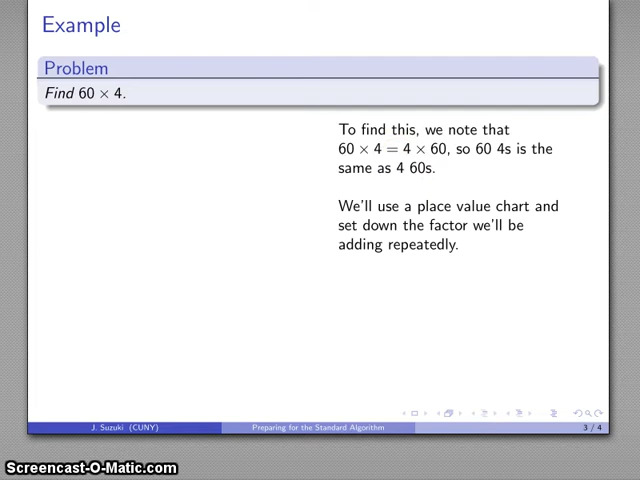 Example
Problem
Find 60 × 4.
To find this, we note that
60 × 4 = 4 × 60, so 60 4s is the
same as 4 60s.
We'll use a place value chart and
set down the factor we'll be
adding repeatedly.
J. Suzuki (CUNY)
Preparing for the Standard Algorithm
3 / 4
Screencast-O-Matic.com